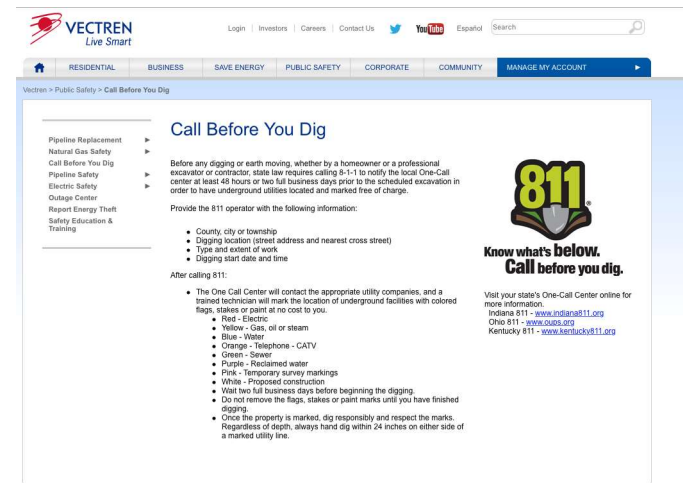 VECTREN
Live Smart
Login | Investors | Careers | Contact Us
You Tube
Español
Search
RESIDENTIAL
BUSINESS
SAVE ENERGY
PUBLIC SAFETY
CORPORATE
COMMUNITY
MANAGE MY ACCOUNT
Vectren > Public Safety > Call Before You Dig
Pipeline Replacement
Natural Gas Safety
Call Before You Dig
Pipeline Safety
Electric Safety
Outage Center
Report Energy Theft
Safety Education &
Training
Call Before You Dig
Before any digging or earth moving, whether by a homeowner or a professional
excavator or contractor, state law requires calling 8-1-1 to notify the local One-Call
center at least 48 hours or two full business days prior to the scheduled excavation in
order to have underground utilities located and marked free of charge.
Provide the 811 operator with the following information:
• County, city or township
• Digging location (street address and nearest cross street)
• Type and extent of work
• Digging start date and time
After calling 811:
• The One Call Center will contact the appropriate utility companies, and a
trained technician will mark the location of underground facilities with colored
flags, stakes or paint at no cost to you.
• Red - Electric
• Yellow - Gas, oil or steam
• Blue - Water
• Orange - Telephone - CATV
• Green - Sewer
• Purple - Reclaimed water
• Pink - Temporary survey markings
• White - Proposed construction
• Wait two full business days before beginning the digging.
• Do not remove the flags, stakes or paint marks until you have finished
digging.
• Once the property is marked, dig responsibly and respect the marks.
Regardless of depth, always hand dig within 24 inches on either side of
a marked utility line.
811
®
Know what's below.
Call before you dig.
Visit your state's One-Call Center online for
more information.
Indiana 811 - www.indiana811.org
Ohio 811 - www.oups.org
Kentucky 811 - www.kentucky811.org